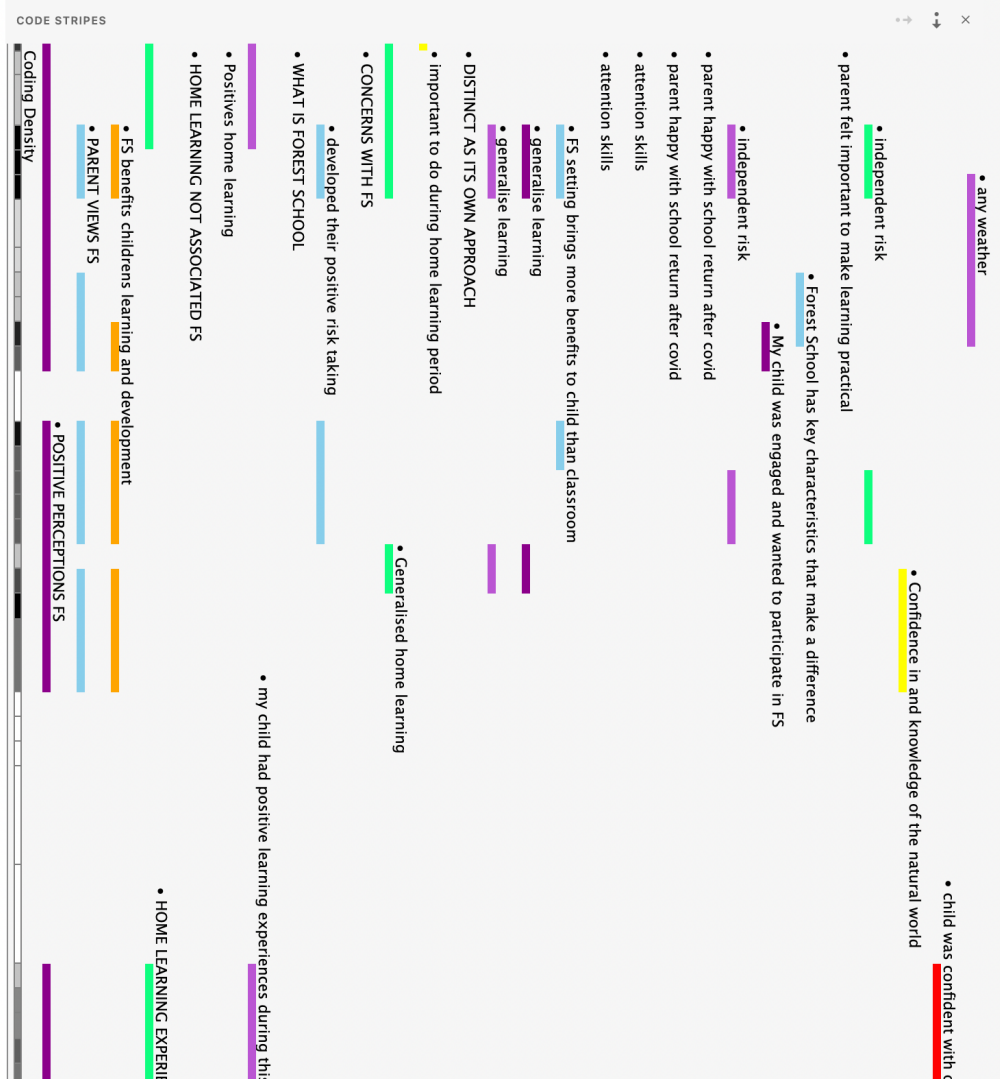 CODE STRIPES
Coding Density
• POSITIVE PERCEPTIONS FS
• PARENT VIEWS FS
• FS benefits childrens learning and development
• HOME LEARNING EXPERIE
• HOME LEARNING NOT ASSOCIATED FS
• Positives home learning
• my child had positive learning experiences during this
• WHAT IS FOREST SCHOOL
• developed their positive risk taking
• CONCERNS WITH FS
• Generalised home learning
• important to do during home learning period
• DISTINCT AS ITS OWN APPROACH
• generalise learning
• generalise learning
• FS setting brings more benefits to child than classroom
• attention skills
• attention skills
• parent happy with school return after covid
• parent happy with school return after covid
• independent risk
• My child was engaged and wanted to participate in FS
• Forest School has key characteristics that make a difference
• parent felt important to make learning practical
• independent risk
• Confidence in and knowledge of the natural world
• child was confident with
• any weather